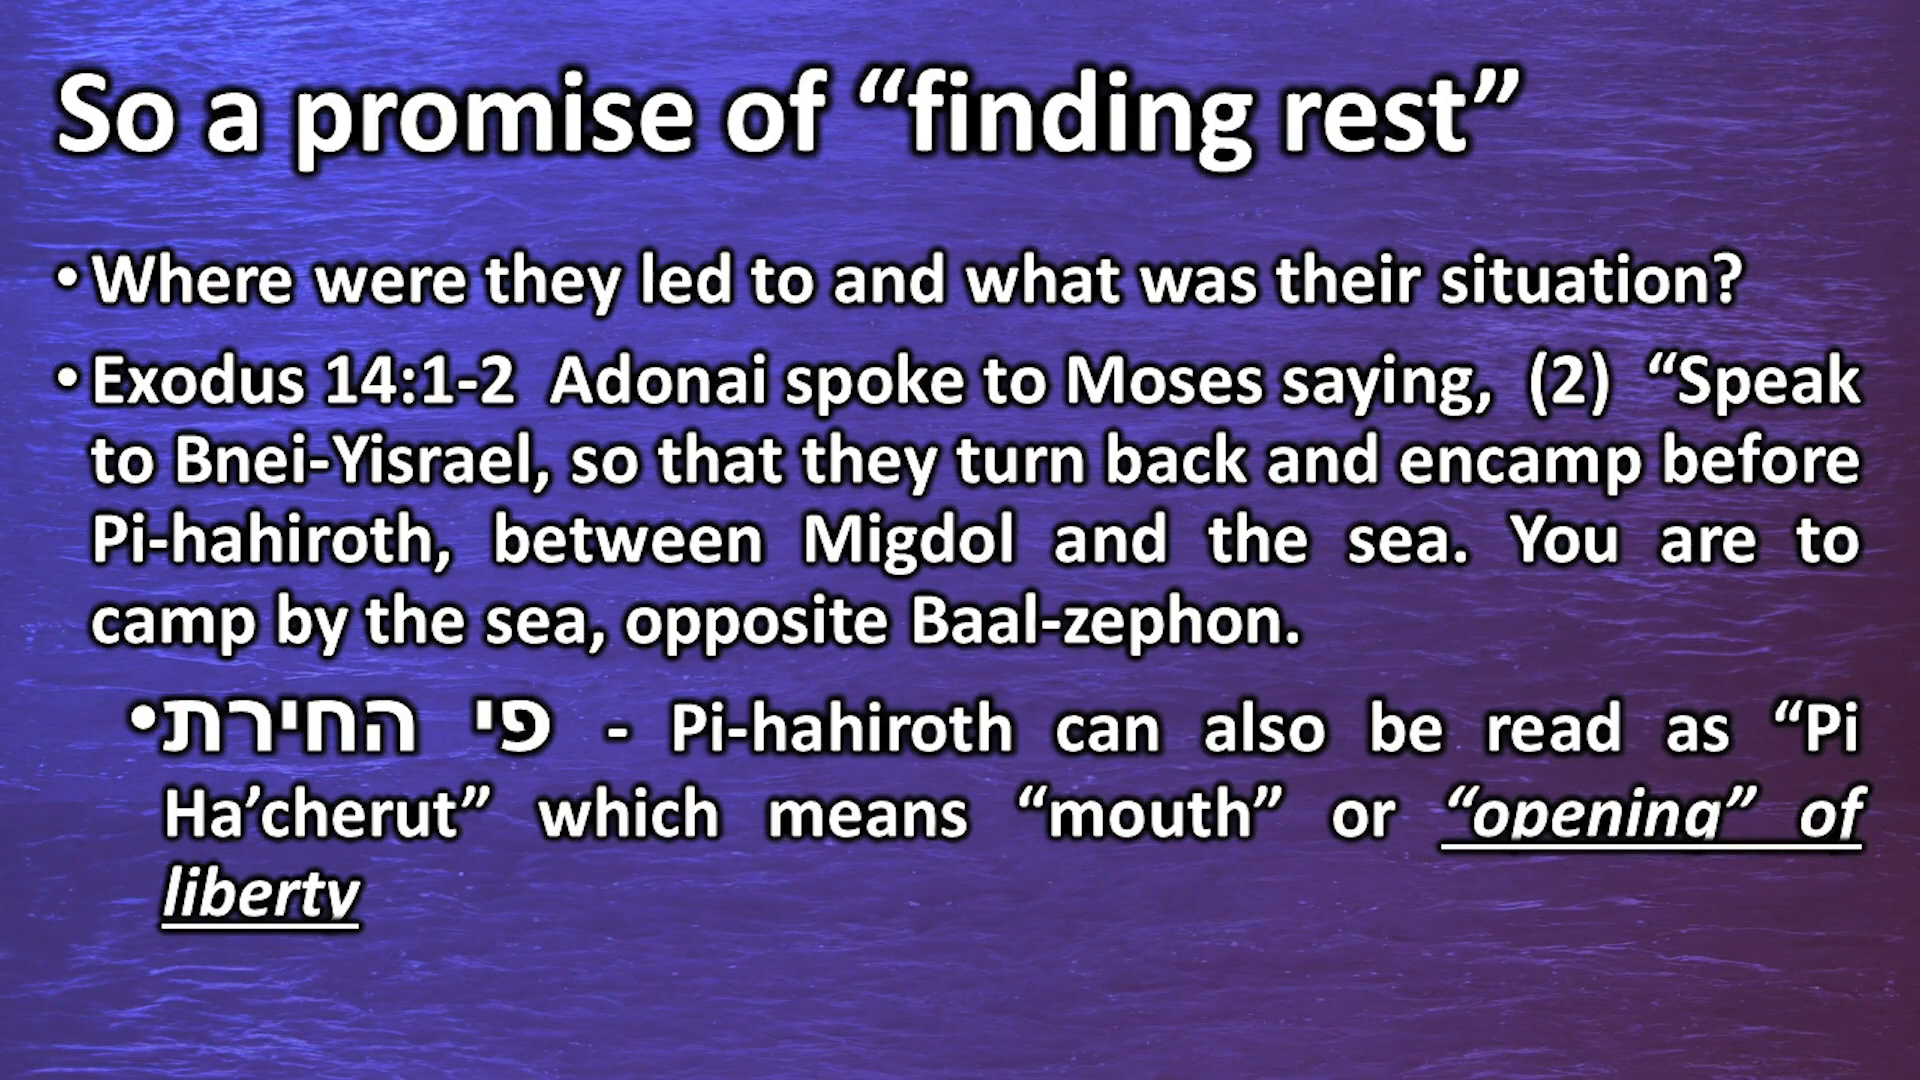 So a promise of “finding rest”
• Where were they led to and what was their situation?
• Exodus 14:1-2  Adonai spoke to Moses saying,  (2)  “Speak
to Bnei-Yisrael, so that they turn back and encamp before
Pi-hahiroth, between Migdol and the sea. You are to
camp by the sea, opposite Baal-zephon.
• פי החירת - Pi-hahiroth can also be read as “Pi
Ha’cherut” which means “mouth” or “opening” of
liberty